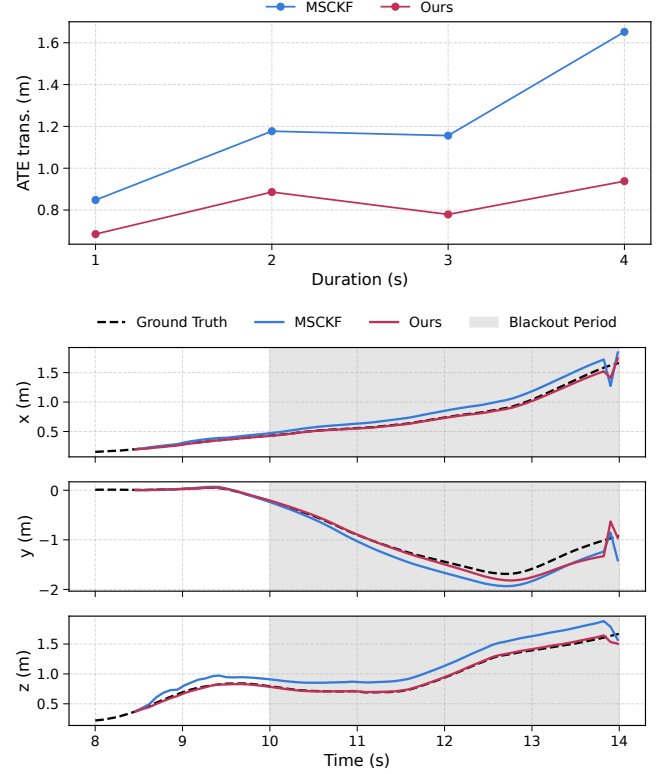 MSCKF Ours
1.6
1.4
1.2
1.0
0.8
ATE trans. (m)
1 2 3 4
Duration (s)
Ground Truth MSCKF Ours Blackout Period
1.5
1.0
0.5
x (m)
0
−1
−2
y (m)
1.5
1.0
0.5
z (m)
8 9 10 11 12 13 14
Time (s)